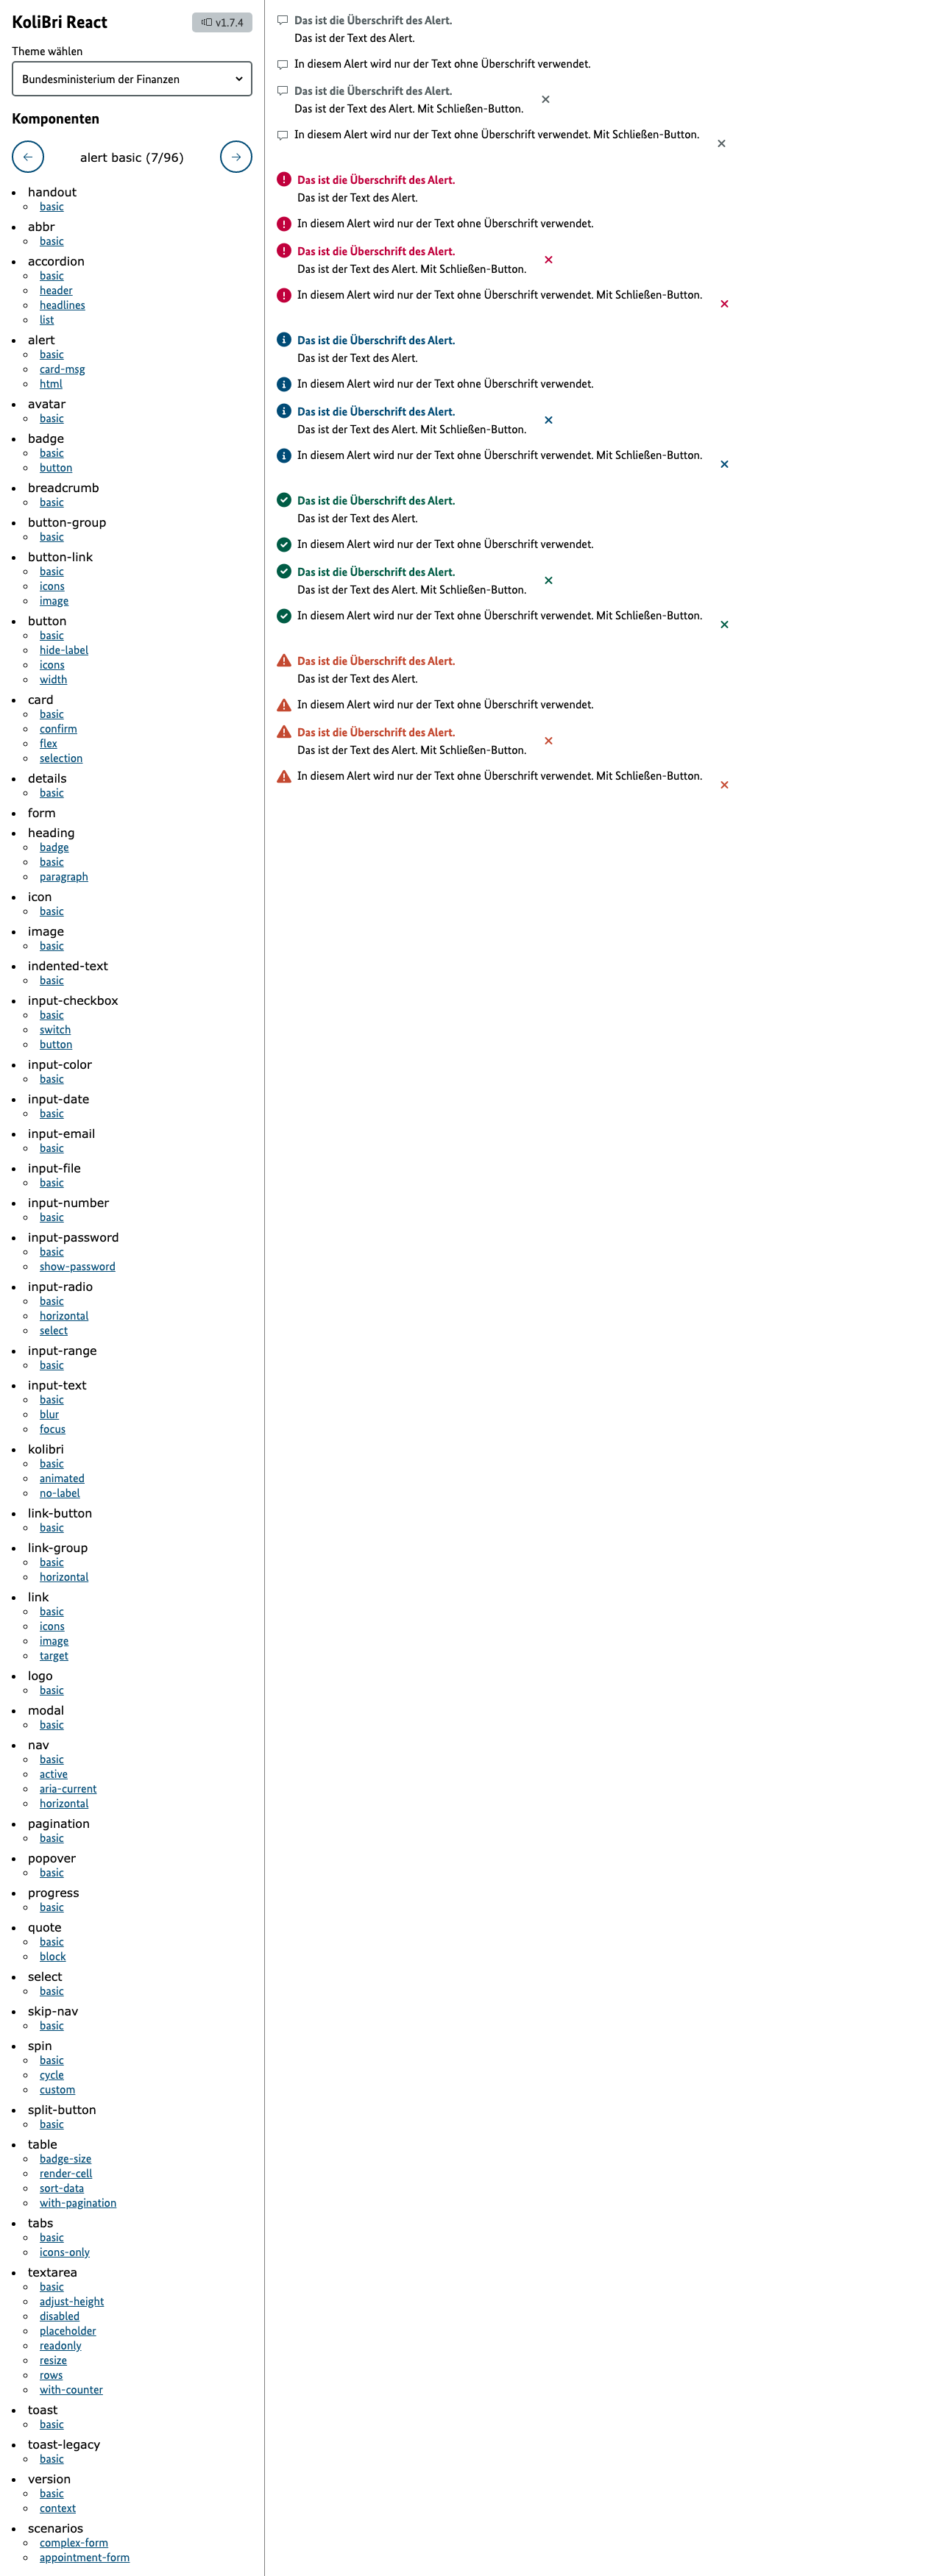 KoliBri React
v1.7.4
Theme wählen
Bundesministerium der Finanzen
Komponenten
alert basic (7/96)
handout
basic
abbr
basic
accordion
basic
header
headlines
list
alert
basic
card-msg
html
avatar
basic
badge
basic
button
breadcrumb
basic
button-group
basic
button-link
basic
icons
image
button
basic
hide-label
icons
width
card
basic
confirm
flex
selection
details
basic
form
heading
badge
basic
paragraph
icon
basic
image
basic
indented-text
basic
input-checkbox
basic
switch
button
input-color
basic
input-date
basic
input-email
basic
input-file
basic
input-number
basic
input-password
basic
show-password
input-radio
basic
horizontal
select
input-range
basic
input-text
basic
blur
focus
kolibri
basic
animated
no-label
link-button
basic
link-group
basic
horizontal
link
basic
icons
image
target
logo
basic
modal
basic
nav
basic
active
aria-current
horizontal
pagination
basic
popover
basic
progress
basic
quote
basic
block
select
basic
skip-nav
basic
spin
basic
cycle
custom
split-button
basic
table
badge-size
render-cell
sort-data
with-pagination
tabs
basic
icons-only
textarea
basic
adjust-height
disabled
placeholder
readonly
resize
rows
with-counter
toast
basic
toast-legacy
basic
version
basic
context
scenarios
complex-form
appointment-form
Das ist die Überschrift des Alert.
Das ist der Text des Alert.
In diesem Alert wird nur der Text ohne Überschrift verwendet.
Das ist die Überschrift des Alert.
Das ist der Text des Alert. Mit Schließen-Button.
In diesem Alert wird nur der Text ohne Überschrift verwendet. Mit Schließen-Button.
Das ist die Überschrift des Alert.
Das ist der Text des Alert.
In diesem Alert wird nur der Text ohne Überschrift verwendet.
Das ist die Überschrift des Alert.
Das ist der Text des Alert. Mit Schließen-Button.
In diesem Alert wird nur der Text ohne Überschrift verwendet. Mit Schließen-Button.
Das ist die Überschrift des Alert.
Das ist der Text des Alert.
In diesem Alert wird nur der Text ohne Überschrift verwendet.
Das ist die Überschrift des Alert.
Das ist der Text des Alert. Mit Schließen-Button.
In diesem Alert wird nur der Text ohne Überschrift verwendet. Mit Schließen-Button.
Das ist die Überschrift des Alert.
Das ist der Text des Alert.
In diesem Alert wird nur der Text ohne Überschrift verwendet.
Das ist die Überschrift des Alert.
Das ist der Text des Alert. Mit Schließen-Button.
In diesem Alert wird nur der Text ohne Überschrift verwendet. Mit Schließen-Button.
Das ist die Überschrift des Alert.
Das ist der Text des Alert.
In diesem Alert wird nur der Text ohne Überschrift verwendet.
Das ist die Überschrift des Alert.
Das ist der Text des Alert. Mit Schließen-Button.
In diesem Alert wird nur der Text ohne Überschrift verwendet. Mit Schließen-Button.